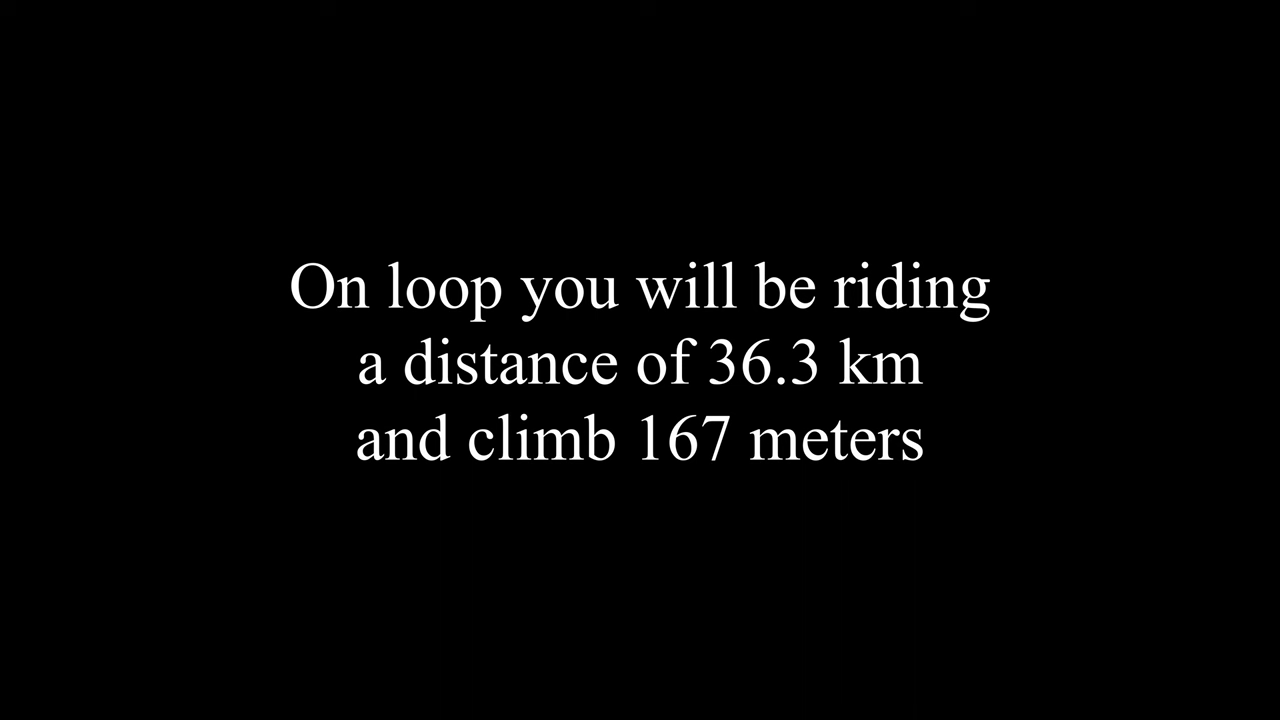 On loop you will be riding
a distance of 36.3 km
and climb 167 meters